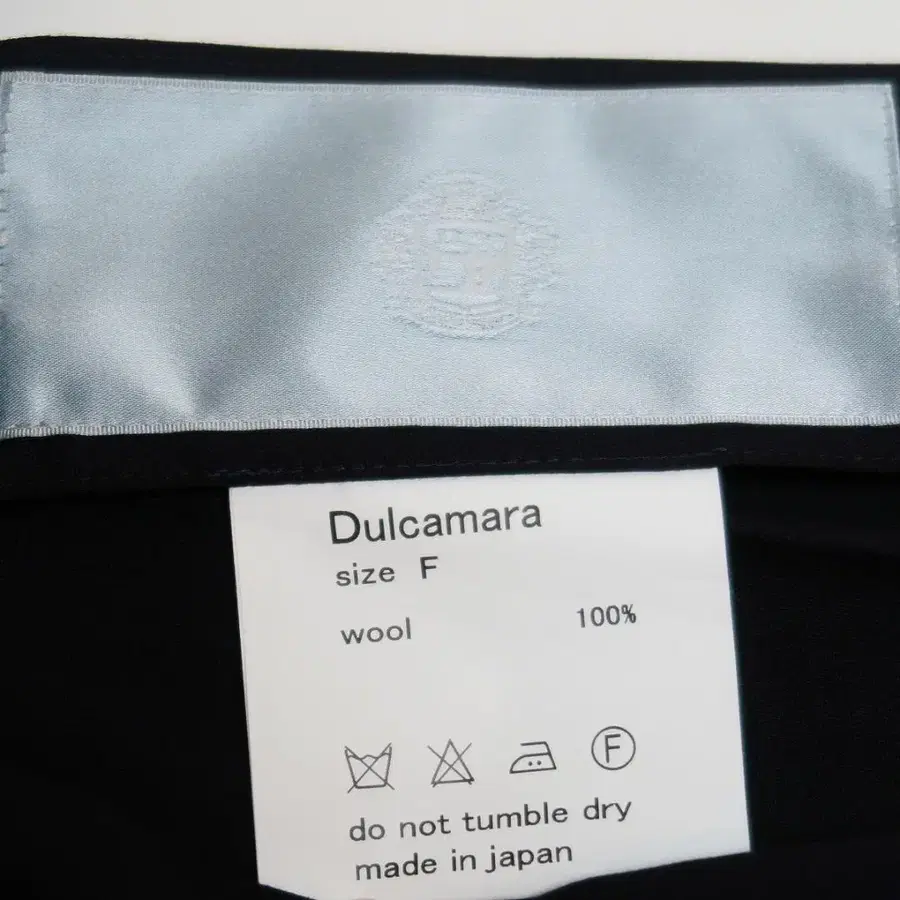 Dulcamara
size F
wool 100%
F
do not tumble dry
made in japan